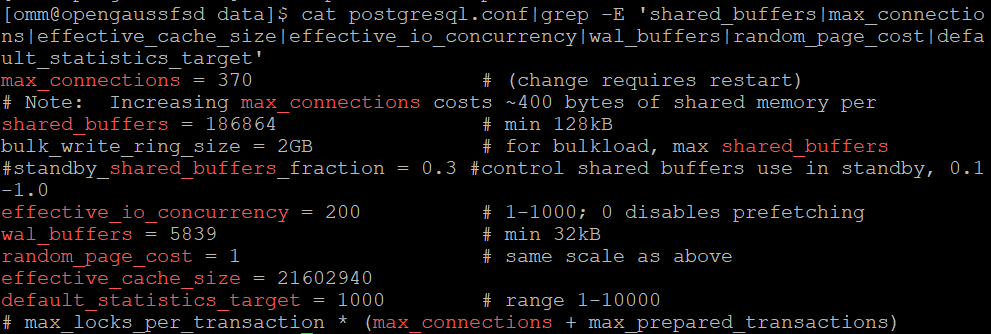 [omm@opengaussfsd data]$ cat postgresql.conf|grep -E 'shared_buffers|max_connectio
ns|effective_cache_size|effective_io_concurrency|wal_buffers|random_page_cost|defa
ult_statistics_target'
max_connections = 370                   # (change requires restart)
# Note:  Increasing max_connections costs ~400 bytes of shared memory per
shared_buffers = 186864                 # min 128kB
bulk_write_ring_size = 2GB              # for bulkload, max shared_buffers
#standby_shared_buffers_fraction = 0.3 #control shared buffers use in standby, 0.1
-1.0
effective_io_concurrency = 200          # 1-1000; 0 disables prefetching
wal_buffers = 5839                      # min 32kB
random_page_cost = 1                    # same scale as above
effective_cache_size = 21602940
default_statistics_target = 1000        # range 1-10000
# max_locks_per_transaction * (max_connections + max_prepared_transactions)